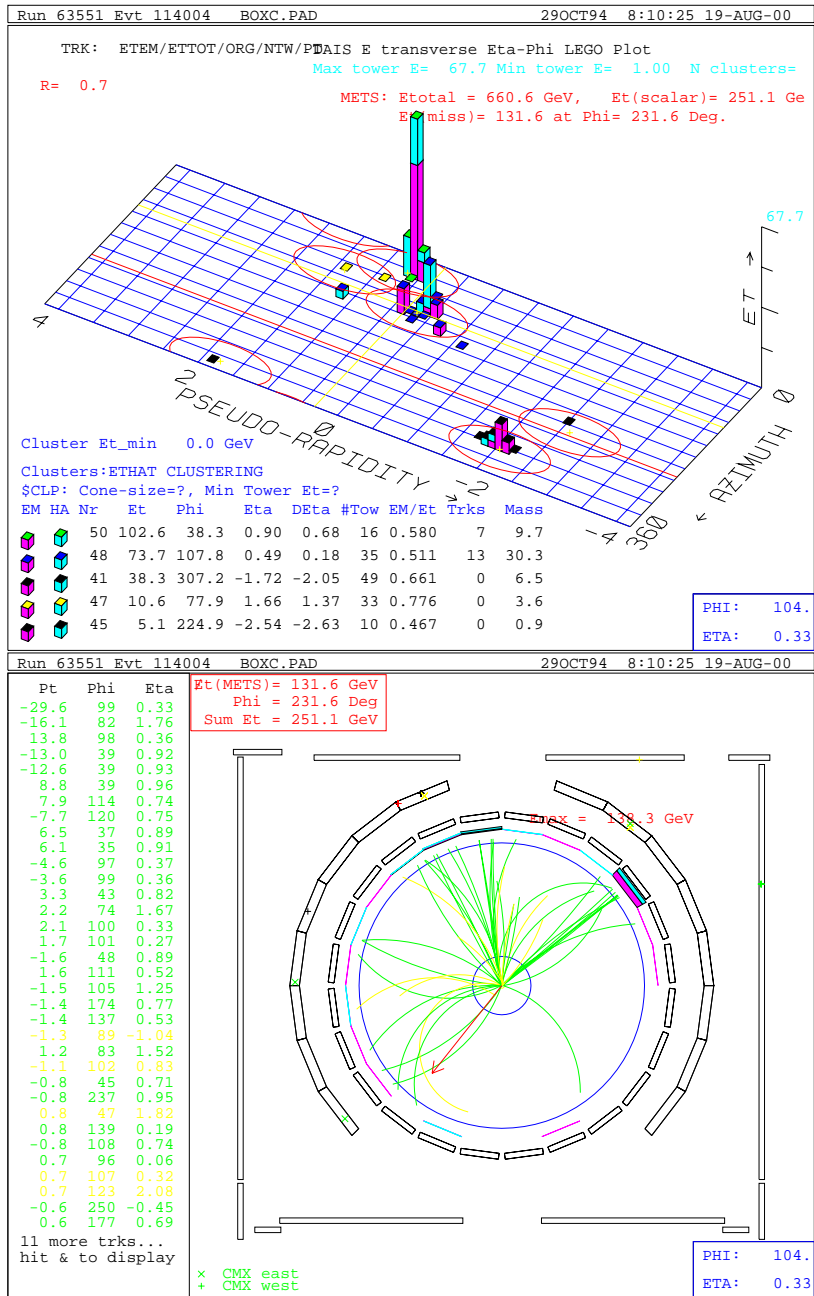 Run 63551 Evt 114004 BOXC.PAD 29OCT94 8:10:25 19-AUG-00
TRK: ETEM/ETTOT/ORG/NTW/PT
DAIS E transverse Eta-Phi LEGO Plot
Max tower E= 67.7 Min tower E= 1.00 N clusters=
R= 0.7
METS: Etotal = 660.6 GeV, Et(scalar)= 251.1 Ge
Et(miss)= 131.6 at Phi= 231.6 Deg.
67.7
ET →
4
2
0
-2
-4
PSEUDO-RAPIDITY →
0
← AZIMUTH
360
Cluster Et_min 0.0 GeV
Clusters:ETHAT CLUSTERING
$CLP: Cone-size=?, Min Tower Et=?
EM HA Nr Et Phi Eta DEta #Tow EM/Et Trks Mass
50 102.6 38.3 0.90 0.68 16 0.580 7 9.7
48 73.7 107.8 0.49 0.18 35 0.511 13 30.3
41 38.3 307.2 -1.72 -2.05 49 0.661 0 6.5
47 10.6 77.9 1.66 1.37 33 0.776 0 3.6
45 5.1 224.9 -2.54 -2.63 10 0.467 0 0.9
PHI: 104.
ETA: 0.33
Run 63551 Evt 114004 BOXC.PAD 29OCT94 8:10:25 19-AUG-00
Pt Phi Eta
-29.6 99 0.33
-16.1 82 1.76
13.8 98 0.36
-13.0 39 0.92
-12.6 39 0.93
8.8 39 0.96
7.9 114 0.74
-7.7 120 0.75
6.5 37 0.89
6.1 35 0.91
-4.6 97 0.37
-3.6 99 0.36
3.3 43 0.82
2.2 74 1.67
2.1 100 0.33
1.7 101 0.27
-1.6 48 0.89
1.6 111 0.52
-1.5 105 1.25
-1.4 174 0.77
-1.4 137 0.53
-1.3 89 -1.04
1.2 83 1.52
-1.1 102 0.83
-0.8 45 0.71
-0.8 237 0.95
0.8 47 1.82
0.8 139 0.19
-0.8 108 0.74
0.7 96 0.06
0.7 107 0.32
0.7 123 2.08
-0.6 250 -0.45
0.6 177 0.69
11 more trks...
hit & to display
Et(METS)= 131.6 GeV
Phi = 231.6 Deg
Sum Et = 251.1 GeV
Emax = 138.3 GeV
× CMX east
+ CMX west
PHI: 104.
ETA: 0.33